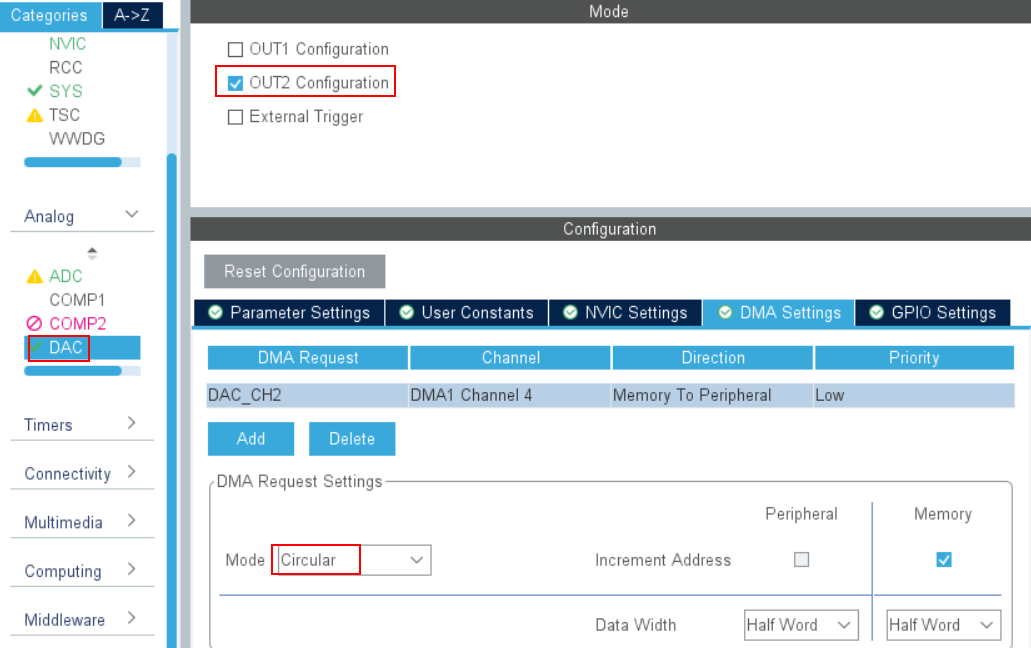 Categories A->Z
NVIC
RCC
SYS
TSC
WWDG
Analog
ADC
COMP1
COMP2
DAC
Timers
Connectivity
Multimedia
Computing
Middleware
Mode
OUT1 Configuration
OUT2 Configuration
External Trigger
Configuration
Reset Configuration
Parameter Settings User Constants NVIC Settings DMA Settings GPIO Settings
DMA Request Channel Direction Priority
DAC_CH2 DMA1 Channel 4 Memory To Peripheral Low
Add Delete
DMA Request Settings
Peripheral Memory
Mode Circular Increment Address
Data Width Half Word Half Word